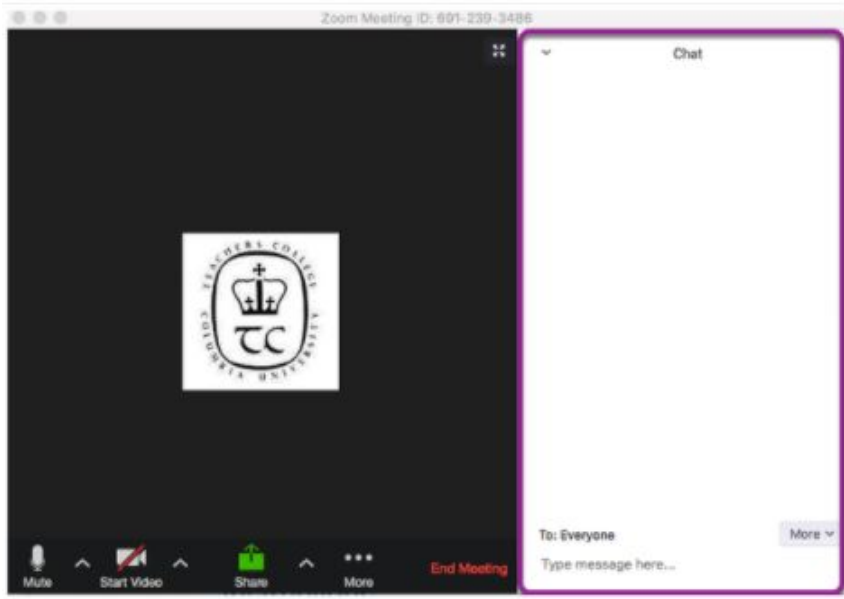 Zoom Meeting ID: 691-239-3486
Chat
TEACHERS COLLEGE
COLUMBIA UNIVERSITY
TC
To: Everyone
More
Type message here...
Mute
Start Video
Share
More
End Meeting